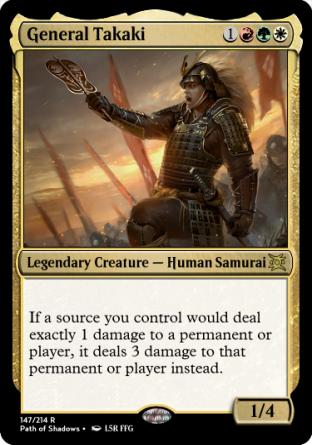 General Takaki 1
Legendary Creature — Human Samurai
If a source you control would deal
exactly 1 damage to a permanent or
player, it deals 3 damage to that
permanent or player instead.
1/4
147/214 R
Path of Shadows • LSR FFG